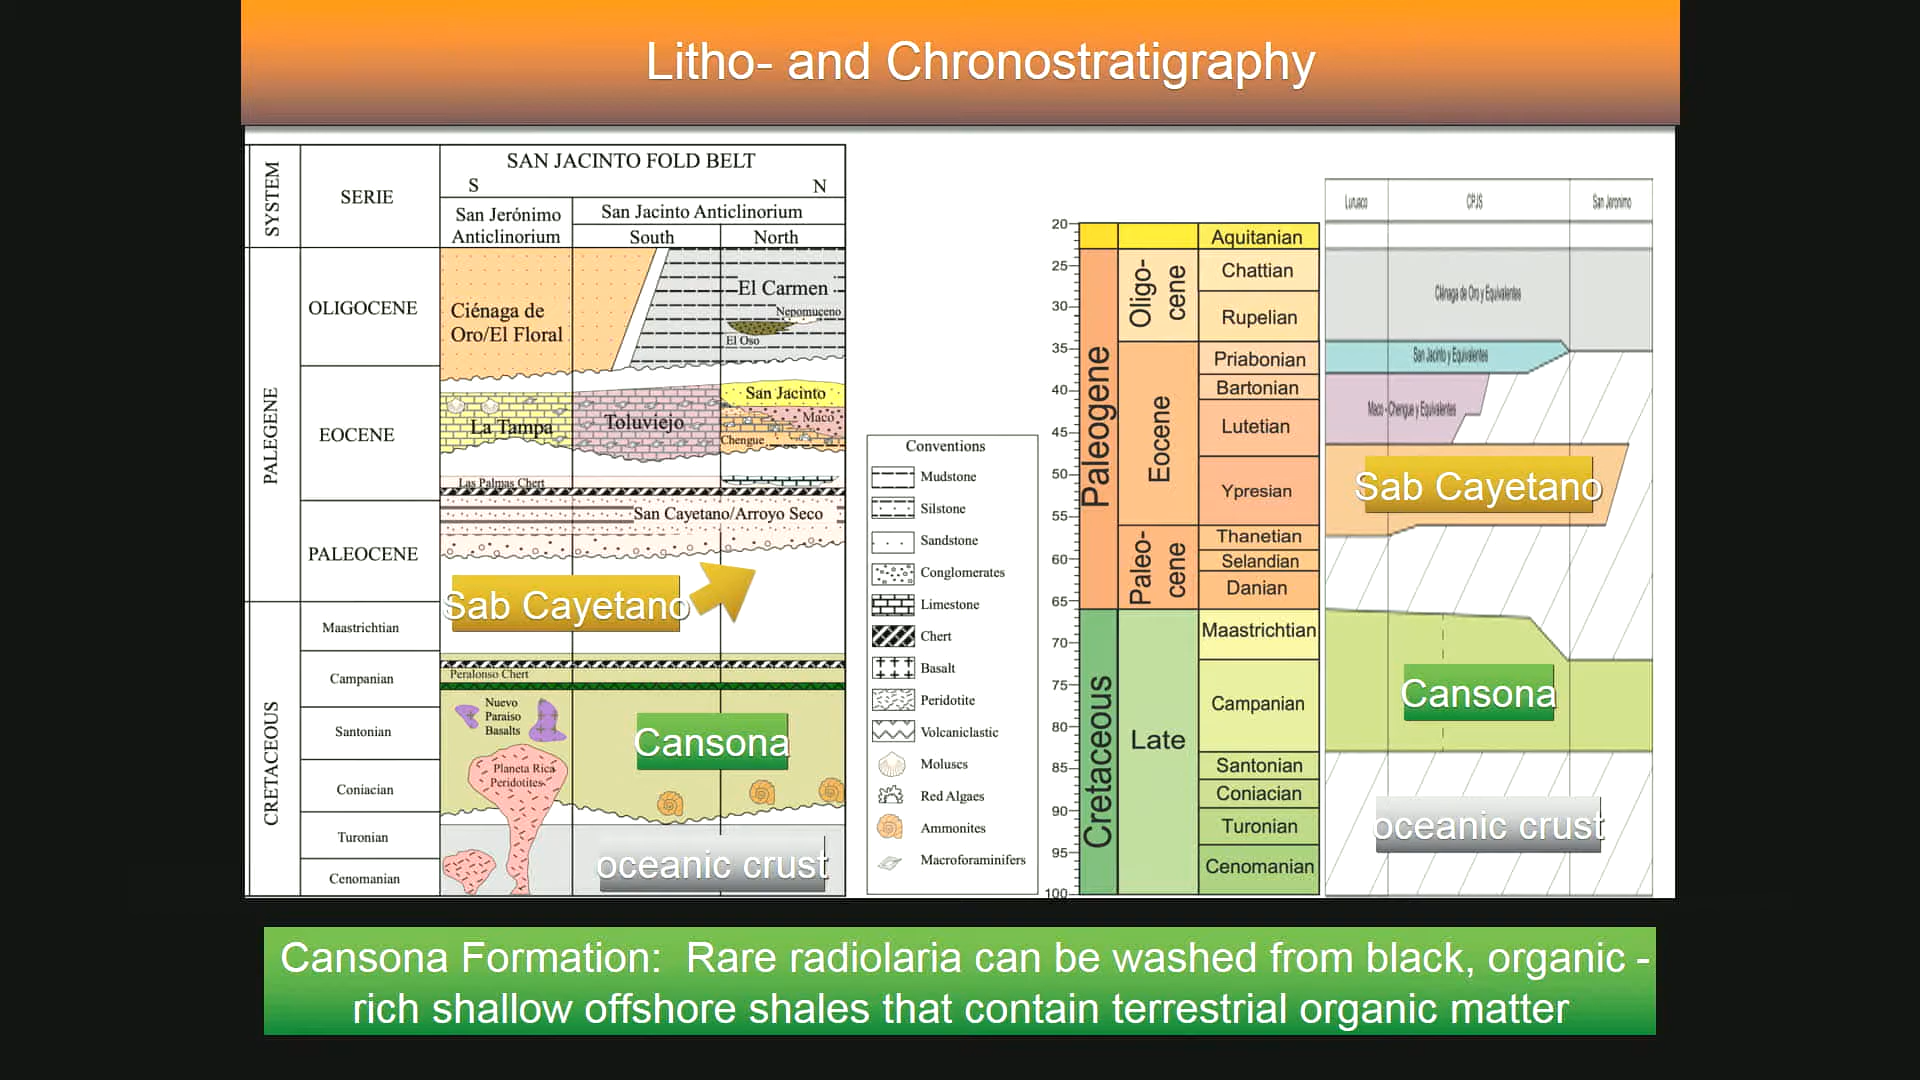 Litho- and Chronostratigraphy
SYSTEM
SERIE
SAN JACINTO FOLD BELT
S
N
San Jerónimo
Anticlinorium
San Jacinto Anticlinorium
South
North
PALEGENE
OLIGOCENE
EOCENE
PALEOCENE
CRETACEOUS
Maastrichtian
Campanian
Santonian
Coniacian
Turonian
Cenomanian
Ciénaga de
Oro/El Floral
El Carmen
Nepomuceno
El Oso
La Tampa
Toluviejo
San Jacinto
Maco
Chengue
Las Palmas Chert
San Cayetano/Arroyo Seco
Sab Cayetano
Peralonso Chert
Nuevo
Paraiso
Basalts
Cansona
Planeta Rica
Peridotites
oceanic crust
Conventions
Mudstone
Silstone
Sandstone
Conglomerates
Limestone
Chert
Basalt
Peridotite
Volcaniclastic
Moluscs
Red Algaes
Ammonites
Macroforaminifers
20
25
30
35
40
45
50
55
60
65
70
75
80
85
90
95
100
Paleogene
Cretaceous
Oligo-
cene
Eocene
Paleo-
cene
Late
Aquitanian
Chattian
Rupelian
Priabonian
Bartonian
Lutetian
Ypresian
Thanetian
Selandian
Danian
Maastrichtian
Campanian
Santonian
Coniacian
Turonian
Cenomanian
Luruaco
CPJS
San Jeronimo
Ciénaga de Oro y Equivalentes
San Jacinto y Equivalentes
Maco - Chengue y Equivalentes
Sab Cayetano
Cansona
oceanic crust
Cansona Formation: Rare radiolaria can be washed from black, organic -
rich shallow offshore shales that contain terrestrial organic matter